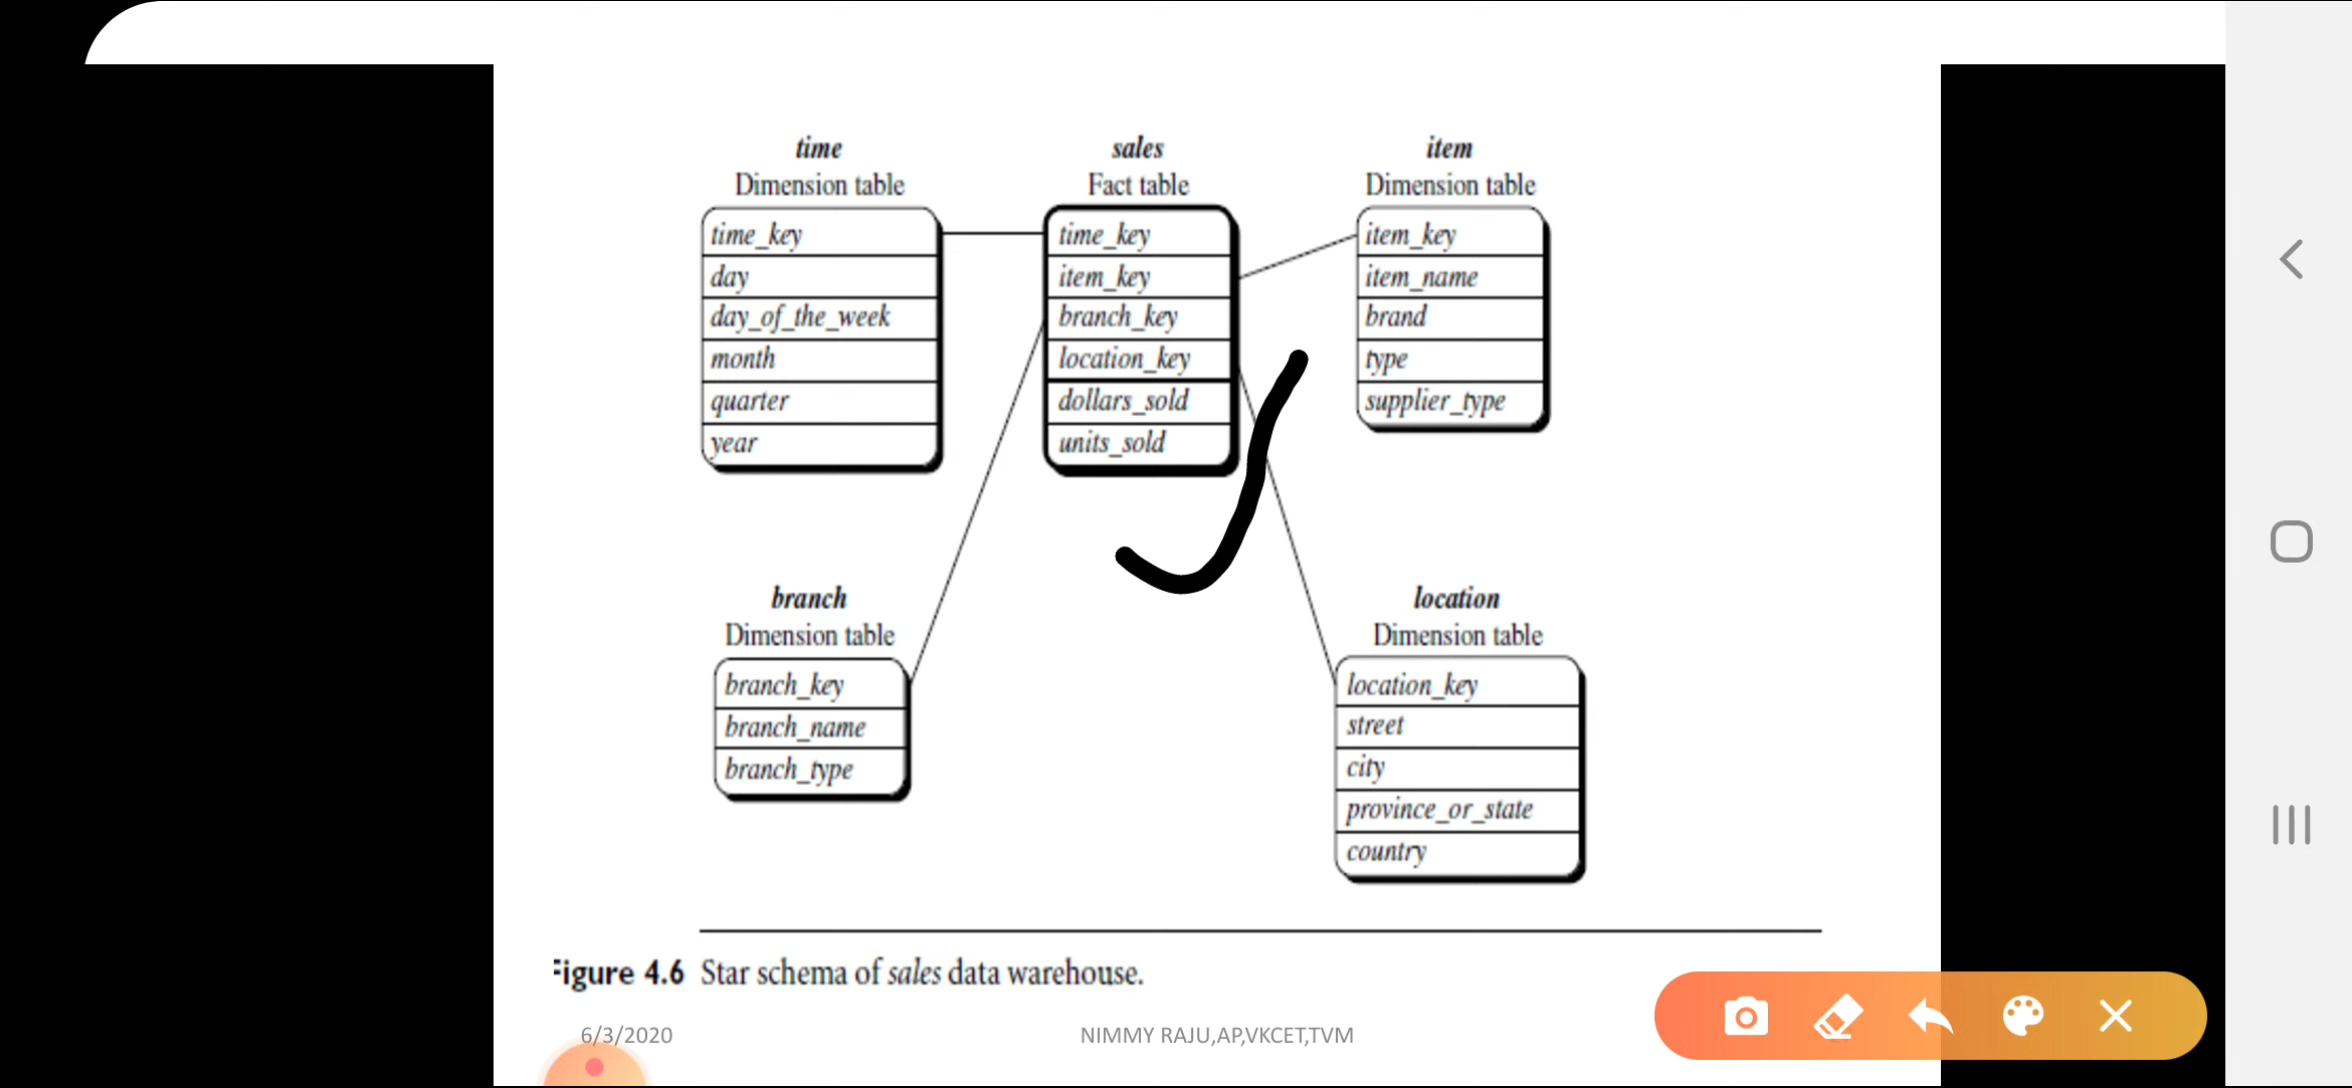 time
Dimension table
time_key
day
day_of_the_week
month
quarter
year
sales
Fact table
time_key
item_key
branch_key
location_key
dollars_sold
units_sold
item
Dimension table
item_key
item_name
brand
type
supplier_type
branch
Dimension table
branch_key
branch_name
branch_type
location
Dimension table
location_key
street
city
province_or_state
country
Figure 4.6 Star schema of sales data warehouse.
6/3/2020
NIMMY RAJU,AP,VKCET,TVM